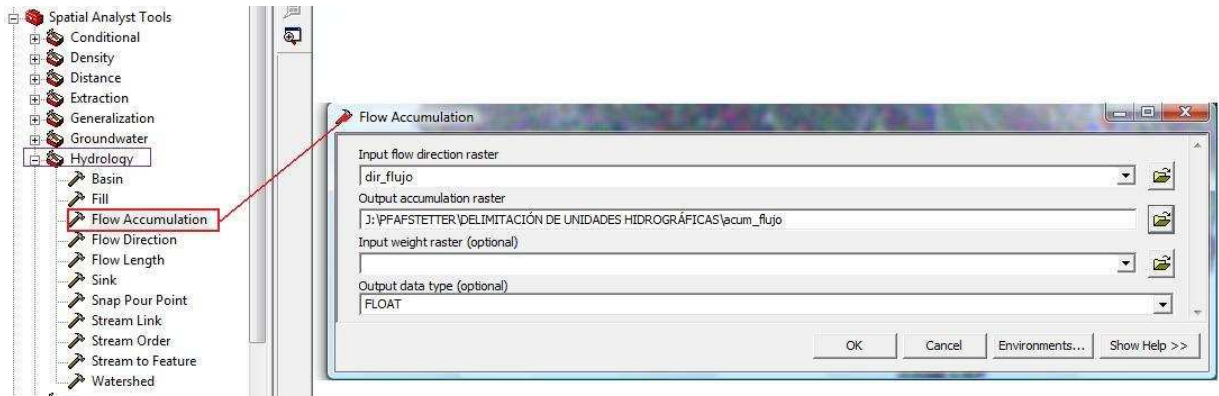 Spatial Analyst Tools
Conditional
Density
Distance
Extraction
Generalization
Groundwater
Hydrology
Basin
Fill
Flow Accumulation
Flow Direction
Flow Length
Sink
Snap Pour Point
Stream Link
Stream Order
Stream to Feature
Watershed
Flow Accumulation
Input flow direction raster
dir_flujo
Output accumulation raster
J:\PFAFSTETTER\DELIMITACIÓN DE UNIDADES HIDROGRÁFICAS\acum_flujo
Input weight raster (optional)
Output data type (optional)
FLOAT
OK Cancel Environments... Show Help >>